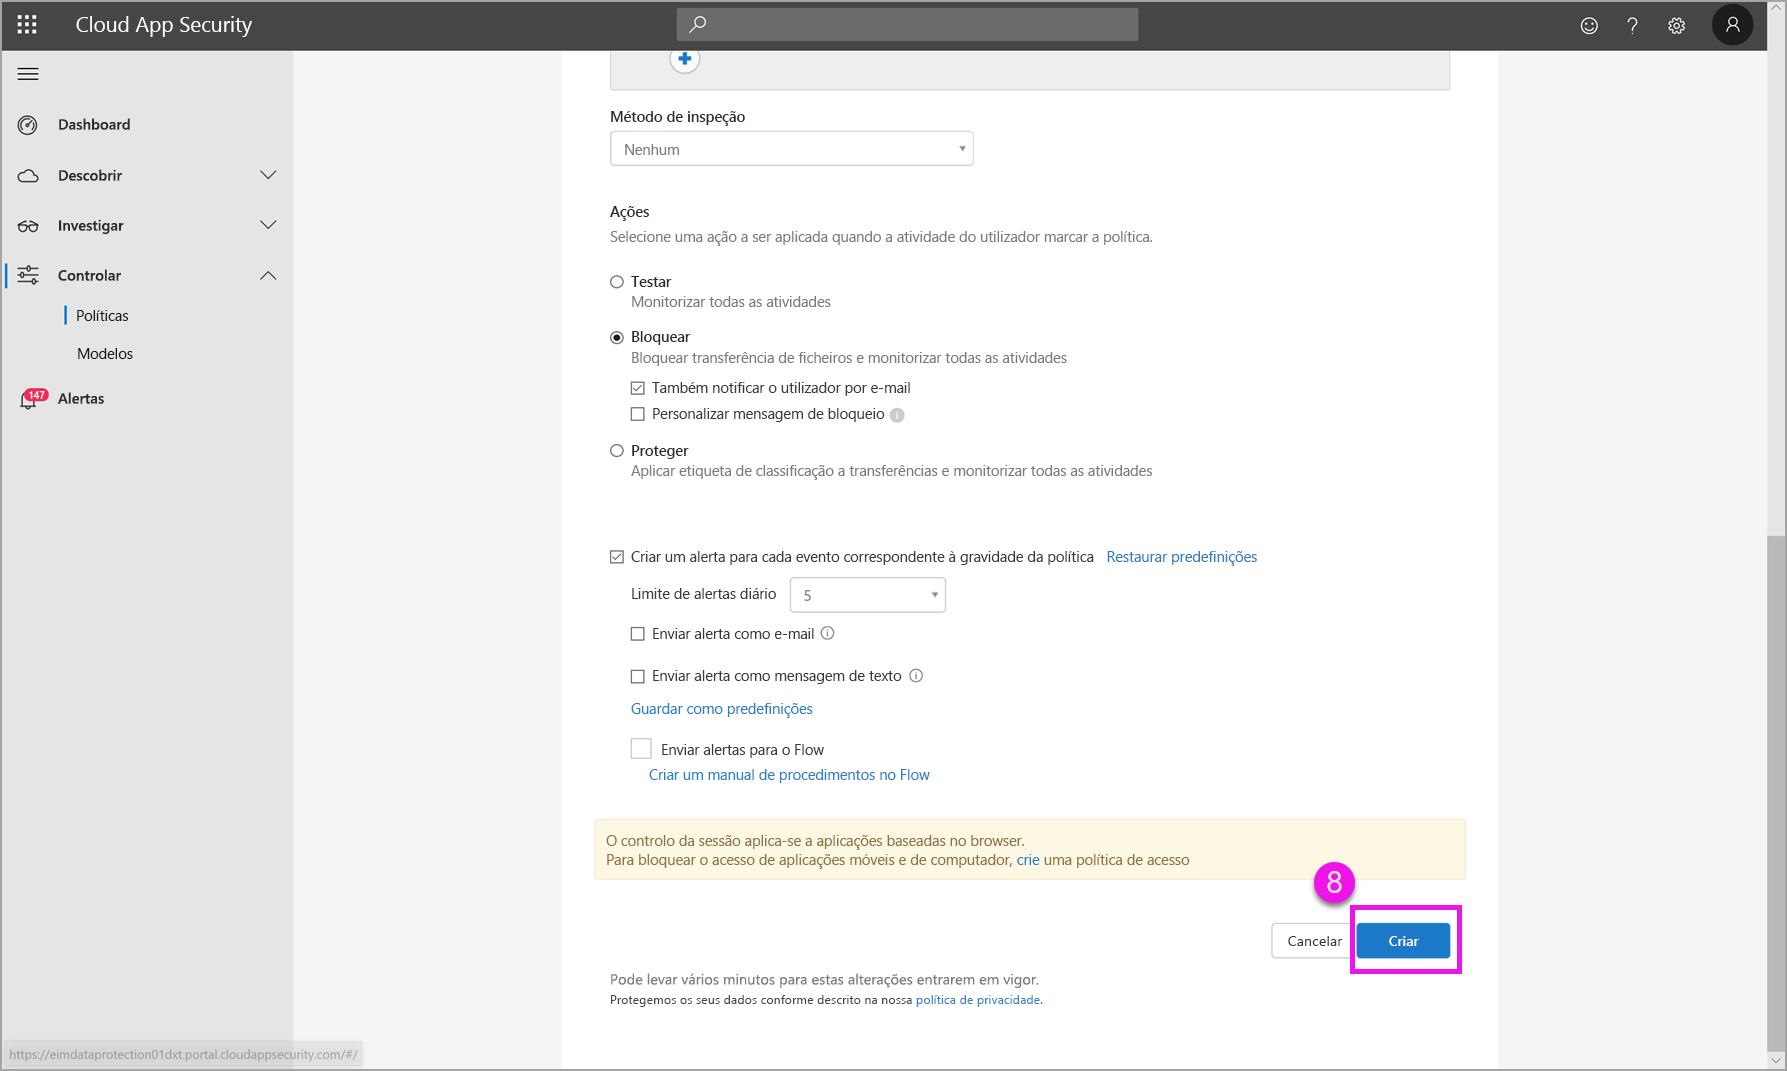 Cloud App Security
Dashboard
Descobrir
Investigar
Controlar
Políticas
Modelos
147
Alertas
Método de inspeção
Nenhum
Ações
Selecione uma ação a ser aplicada quando a atividade do utilizador marcar a política.
Testar
Monitorizar todas as atividades
Bloquear
Bloquear transferência de ficheiros e monitorizar todas as atividades
Também notificar o utilizador por e-mail
Personalizar mensagem de bloqueio
Proteger
Aplicar etiqueta de classificação a transferências e monitorizar todas as atividades
Criar um alerta para cada evento correspondente à gravidade da política Restaurar predefinições
Limite de alertas diário 5
Enviar alerta como e-mail
Enviar alerta como mensagem de texto
Guardar como predefinições
Enviar alertas para o Flow
Criar um manual de procedimentos no Flow
O controlo da sessão aplica-se a aplicações baseadas no browser.
Para bloquear o acesso de aplicações móveis e de computador, crie uma política de acesso
8
Cancelar Criar
Pode levar vários minutos para estas alterações entrarem em vigor.
Protegemos os seus dados conforme descrito na nossa política de privacidade.
https://eimdataprotection01dxt.portal.cloudappsecurity.com/#/